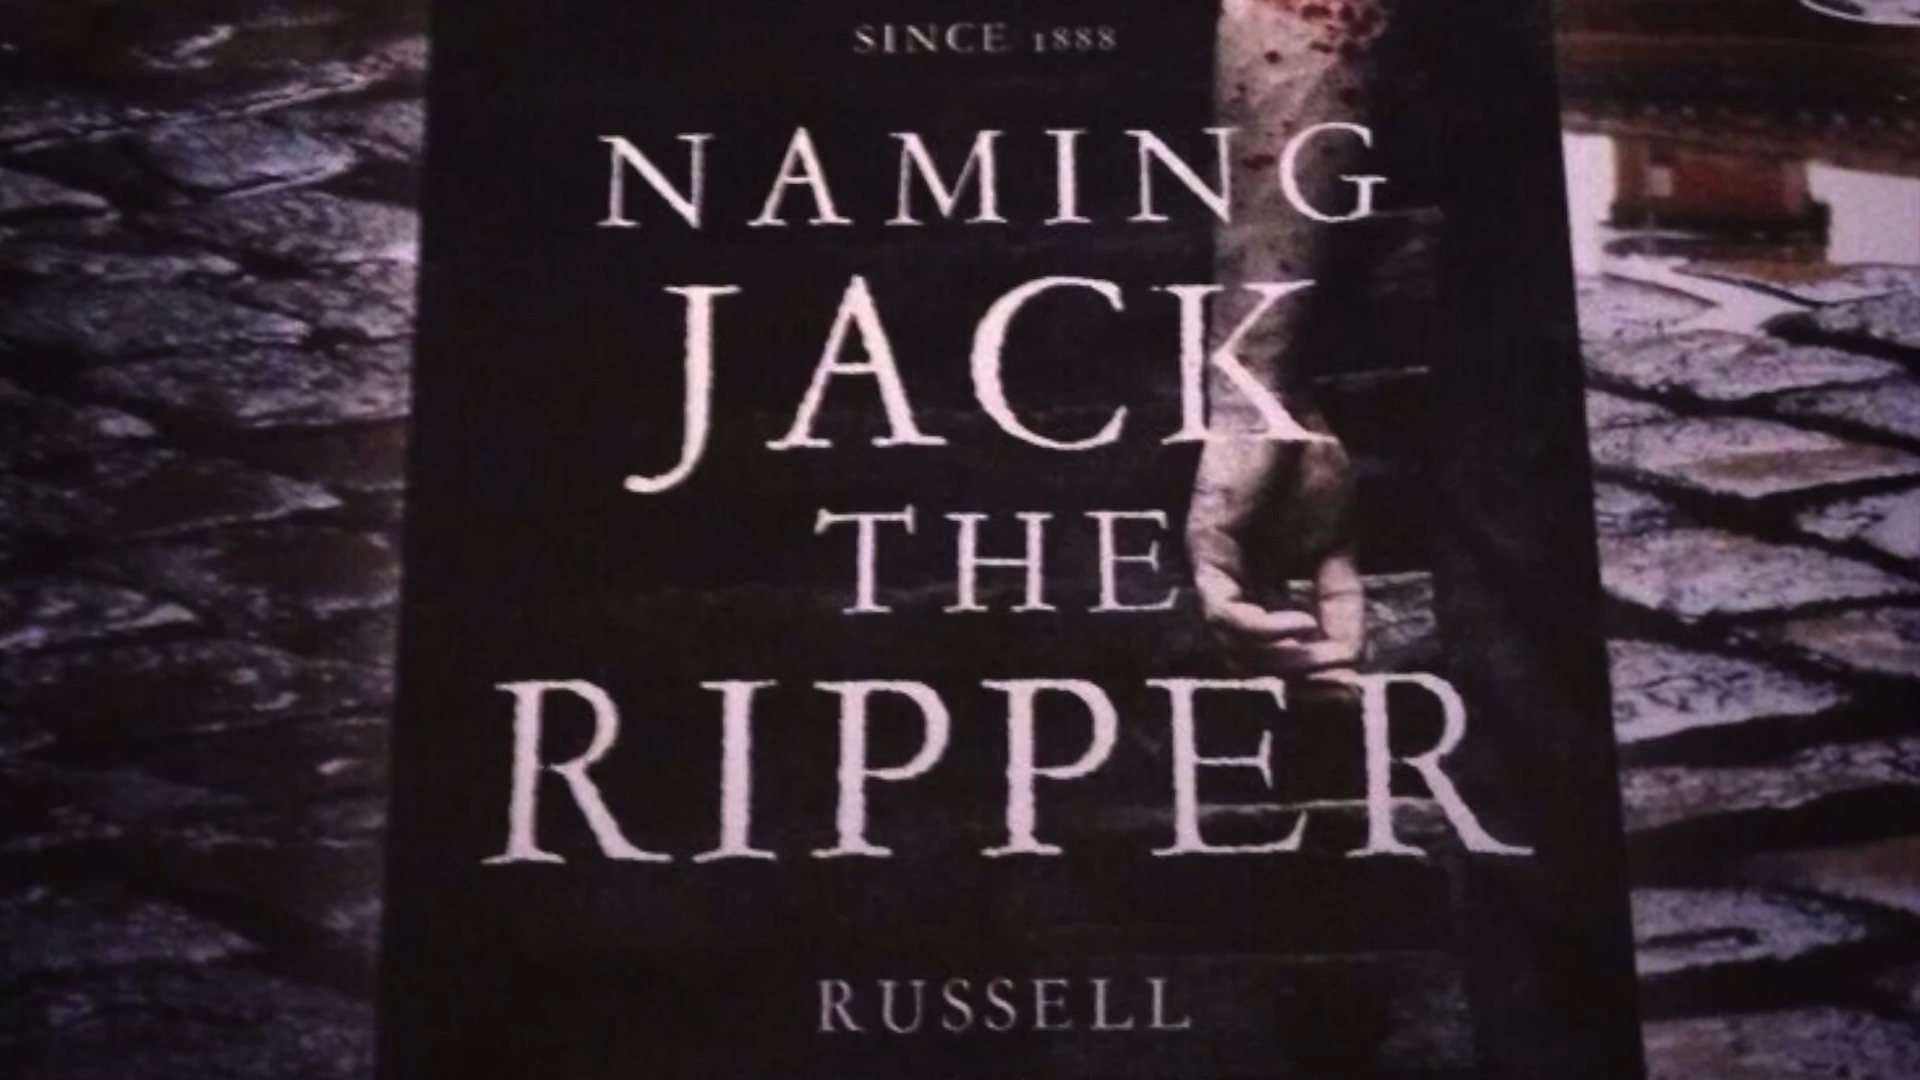 SINCE 1888
NAMING
JACK
THE
RIPPER
RUSSELL